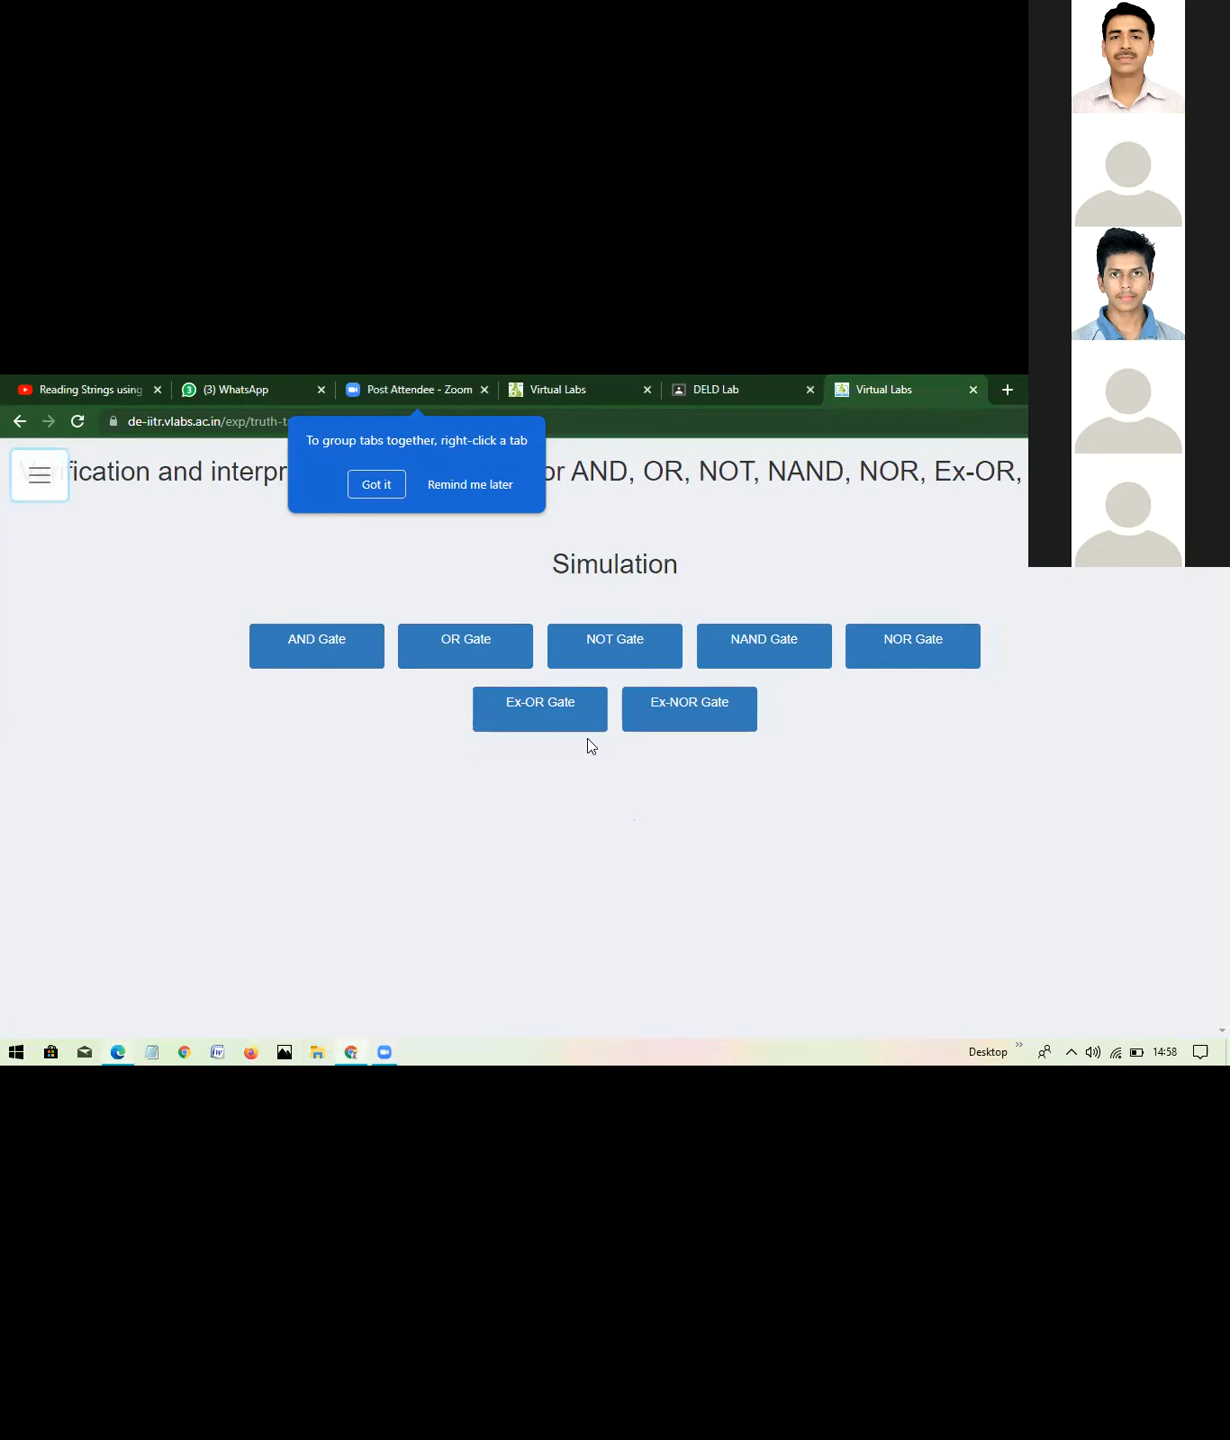 Reading Strings using
(3) WhatsApp
Post Attendee - Zoom
Virtual Labs
DELD Lab
Virtual Labs
de-iitr.vlabs.ac.in/exp/truth-t
To group tabs together, right-click a tab
Got it
Remind me later
fication and interpr
or AND, OR, NOT, NAND, NOR, Ex-OR,
Simulation
AND Gate
OR Gate
NOT Gate
NAND Gate
NOR Gate
Ex-OR Gate
Ex-NOR Gate
Desktop
14:58